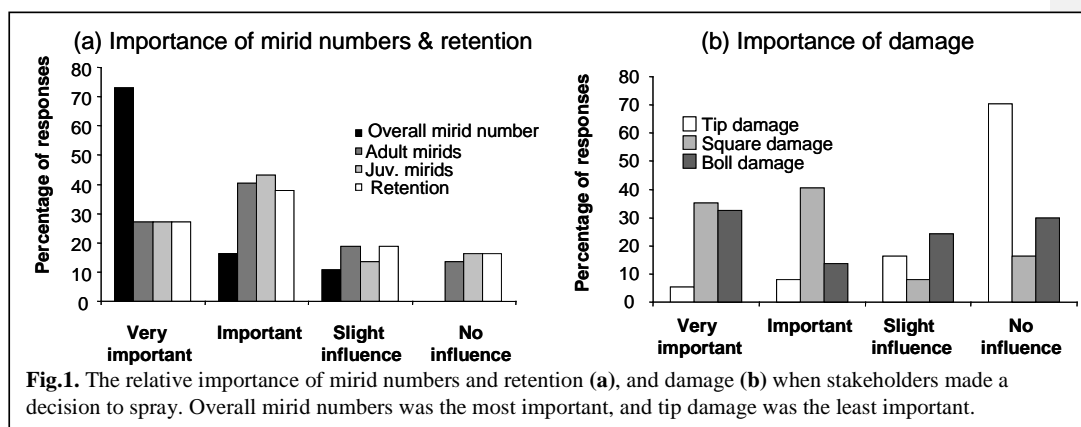 (a) Importance of mirid numbers & retention
Percentage of responses
80
70
60
50
40
30
20
10
0
Overall mirid number
Adult mirids
Juv. mirids
Retention
Very important
Important
Slight influence
No influence
(b) Importance of damage
Percentage of responses
80
70
60
50
40
30
20
10
0
Tip damage
Square damage
Boll damage
Very important
Important
Slight influence
No influence
Fig.1. The relative importance of mirid numbers and retention (a), and damage (b) when stakeholders made a
decision to spray. Overall mirid numbers was the most important, and tip damage was the least important.